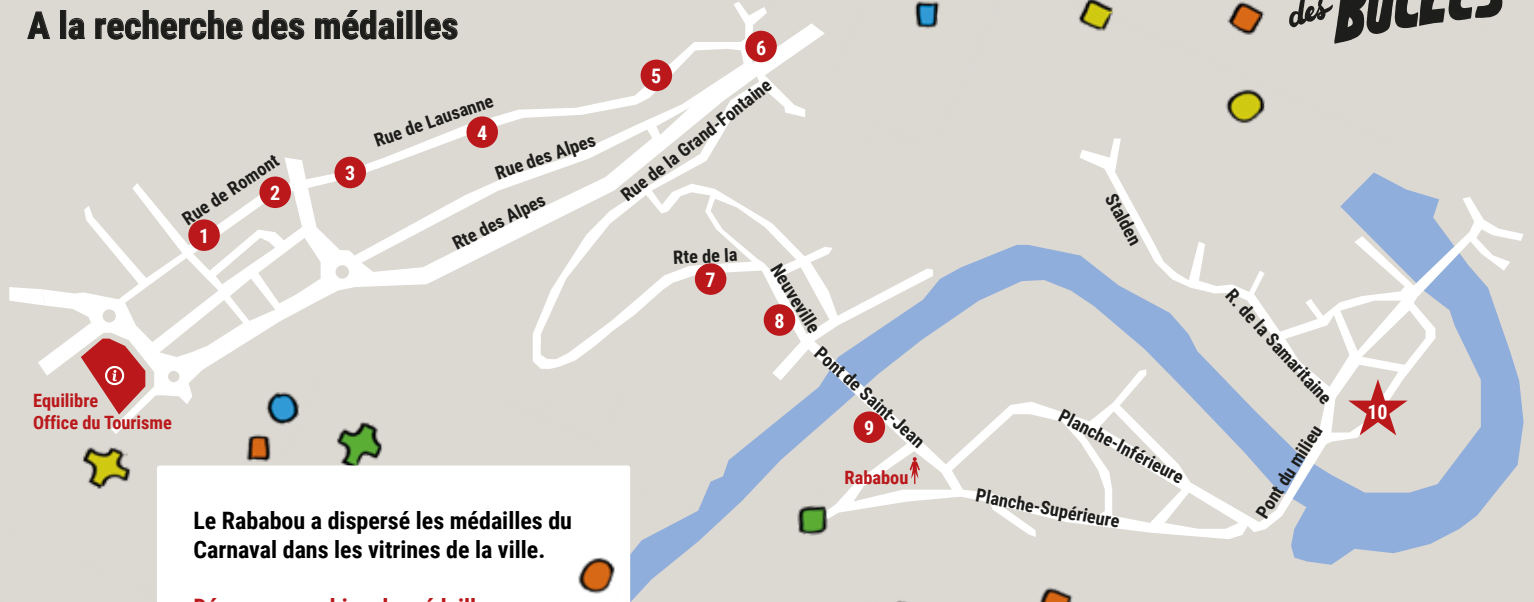 A la recherche des médailles
des BOLZES
6
5
Rue de Lausanne
4
Rue de la Grand-Fontaine
Rue des Alpes
3
Rue de Romont
2
1
Rte des Alpes
Stalden
Rte de la
Neuveville
7
8
R. de la Samaritaine
Pont de Saint-Jean
Equilibre
Office du Tourisme
9
10
Planche-Inférieure
Pont du milieu
Rababou
Planche-Supérieure
Le Rababou a dispersé les médailles du
Carnaval dans les vitrines de la ville.